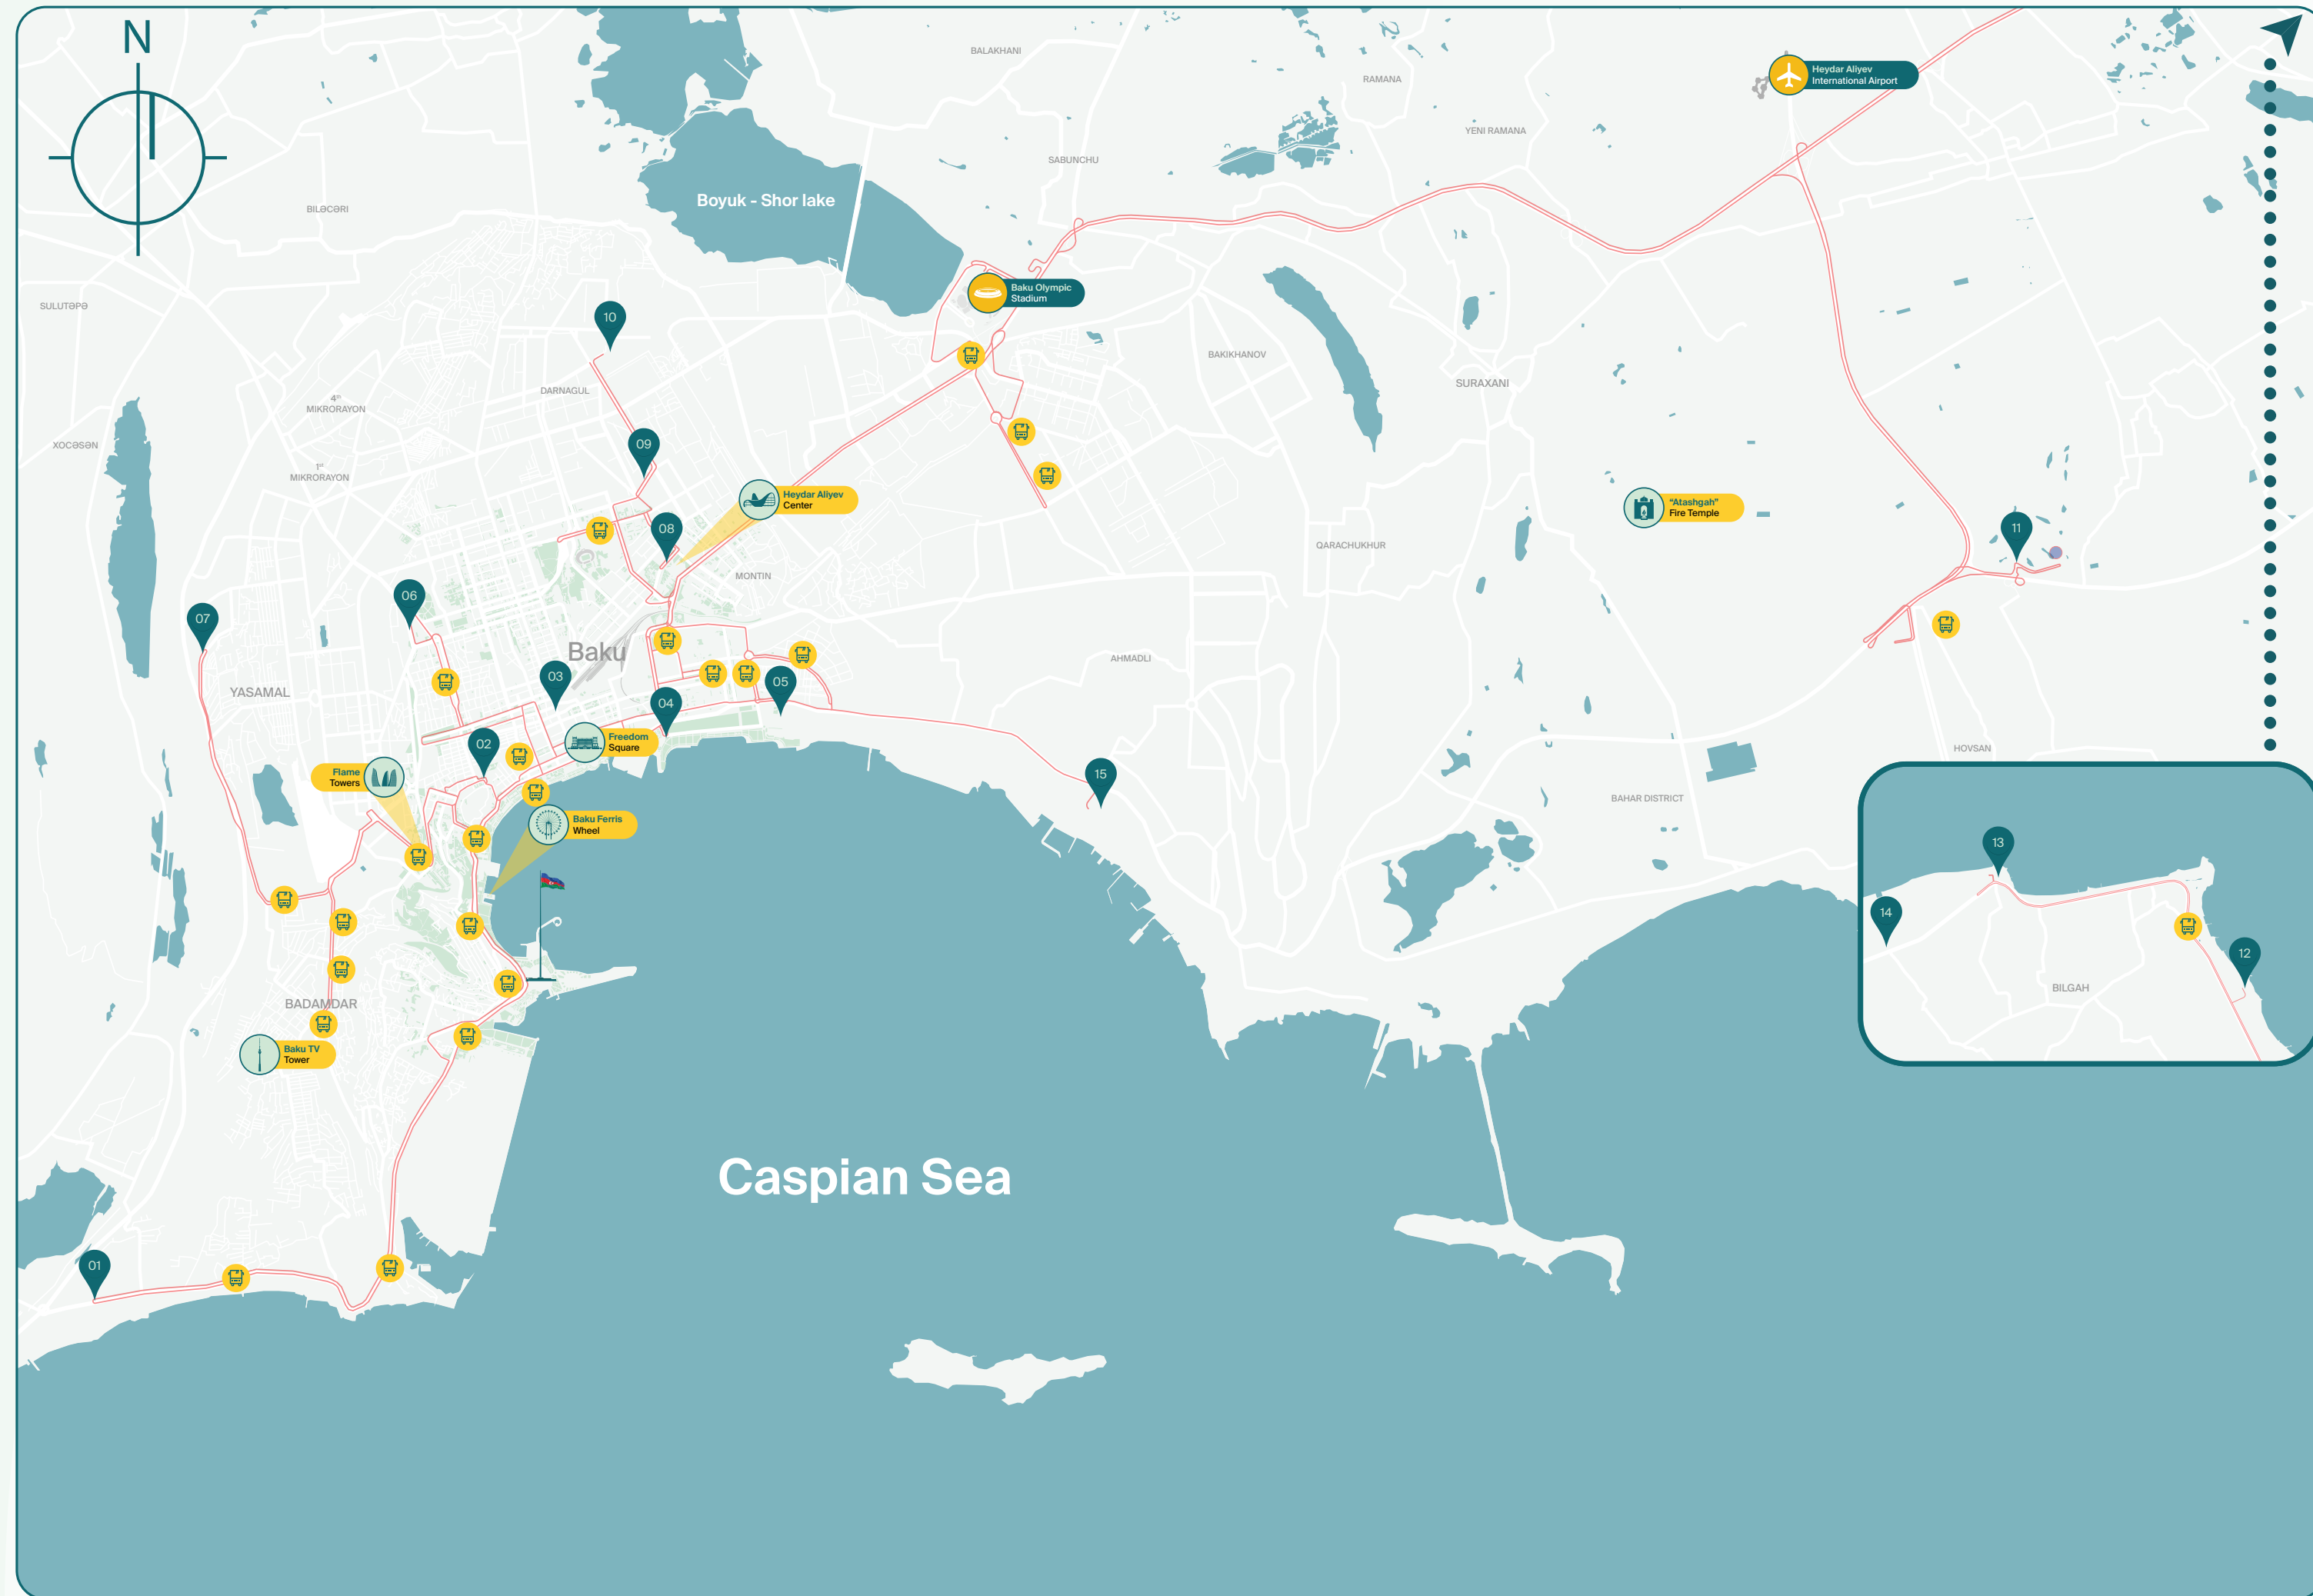 N
BALAKHANI
Heydar Aliyev
International Airport
RAMANA
YENI RAMANA
SABUNCHU
Boyuk - Shor lake
BILƏCƏRI
Baku Olympic
Stadium
SULUTƏPƏ
10
BAKIKHANOV
DARNAGUL
SURAXANI
4th
MIKRORAYON
XOCƏSƏN
09
1st
MIKRORAYON
Heydar Aliyev
Center
"Atashgah"
Fire Temple
08
11
QARACHUKHUR
MONTIN
06
07
Baku
AHMADLI
03
05
YASAMAL
04
02
Freedom
Square
HOVSAN
Flame
Towers
15
BAHAR DISTRICT
Baku Ferris
Wheel
13
14
12
BILGAH
BADAMDAR
Baku TV
Tower
Caspian Sea
01